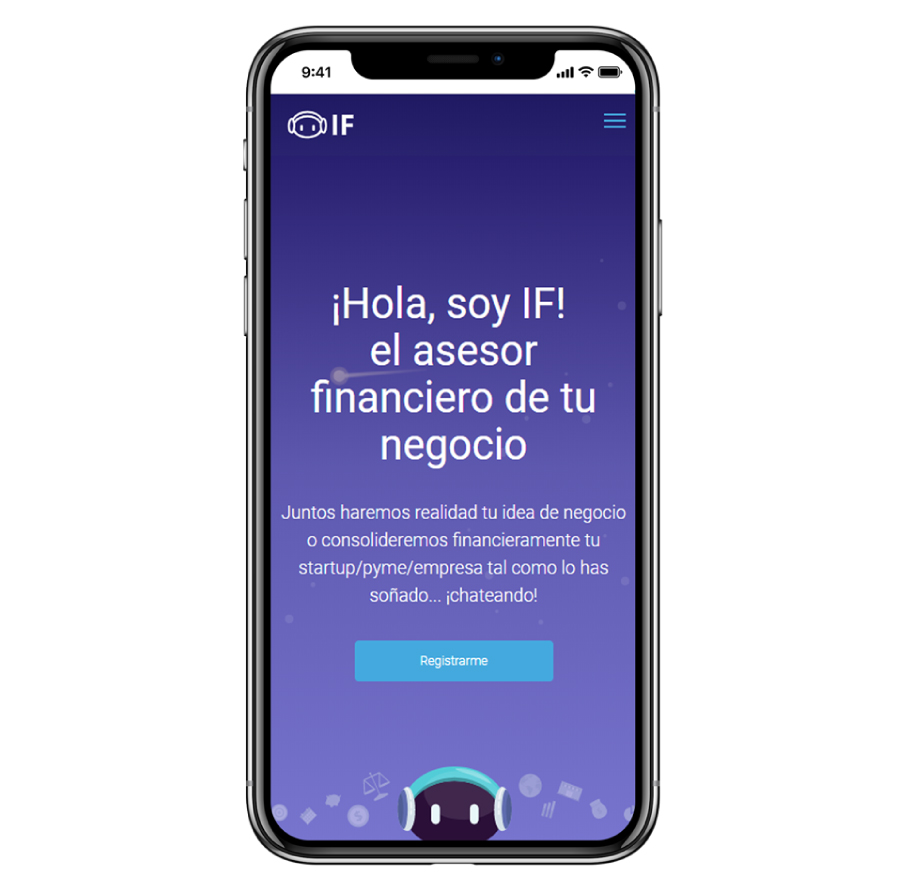 9:41
IF
¡Hola, soy IF!
el asesor
financiero de tu
negocio
Juntos haremos realidad tu idea de negocio
o consolideremos financieramente tu
startup/pyme/empresa tal como lo has
soñado... ¡chateando!
Registrarme
$